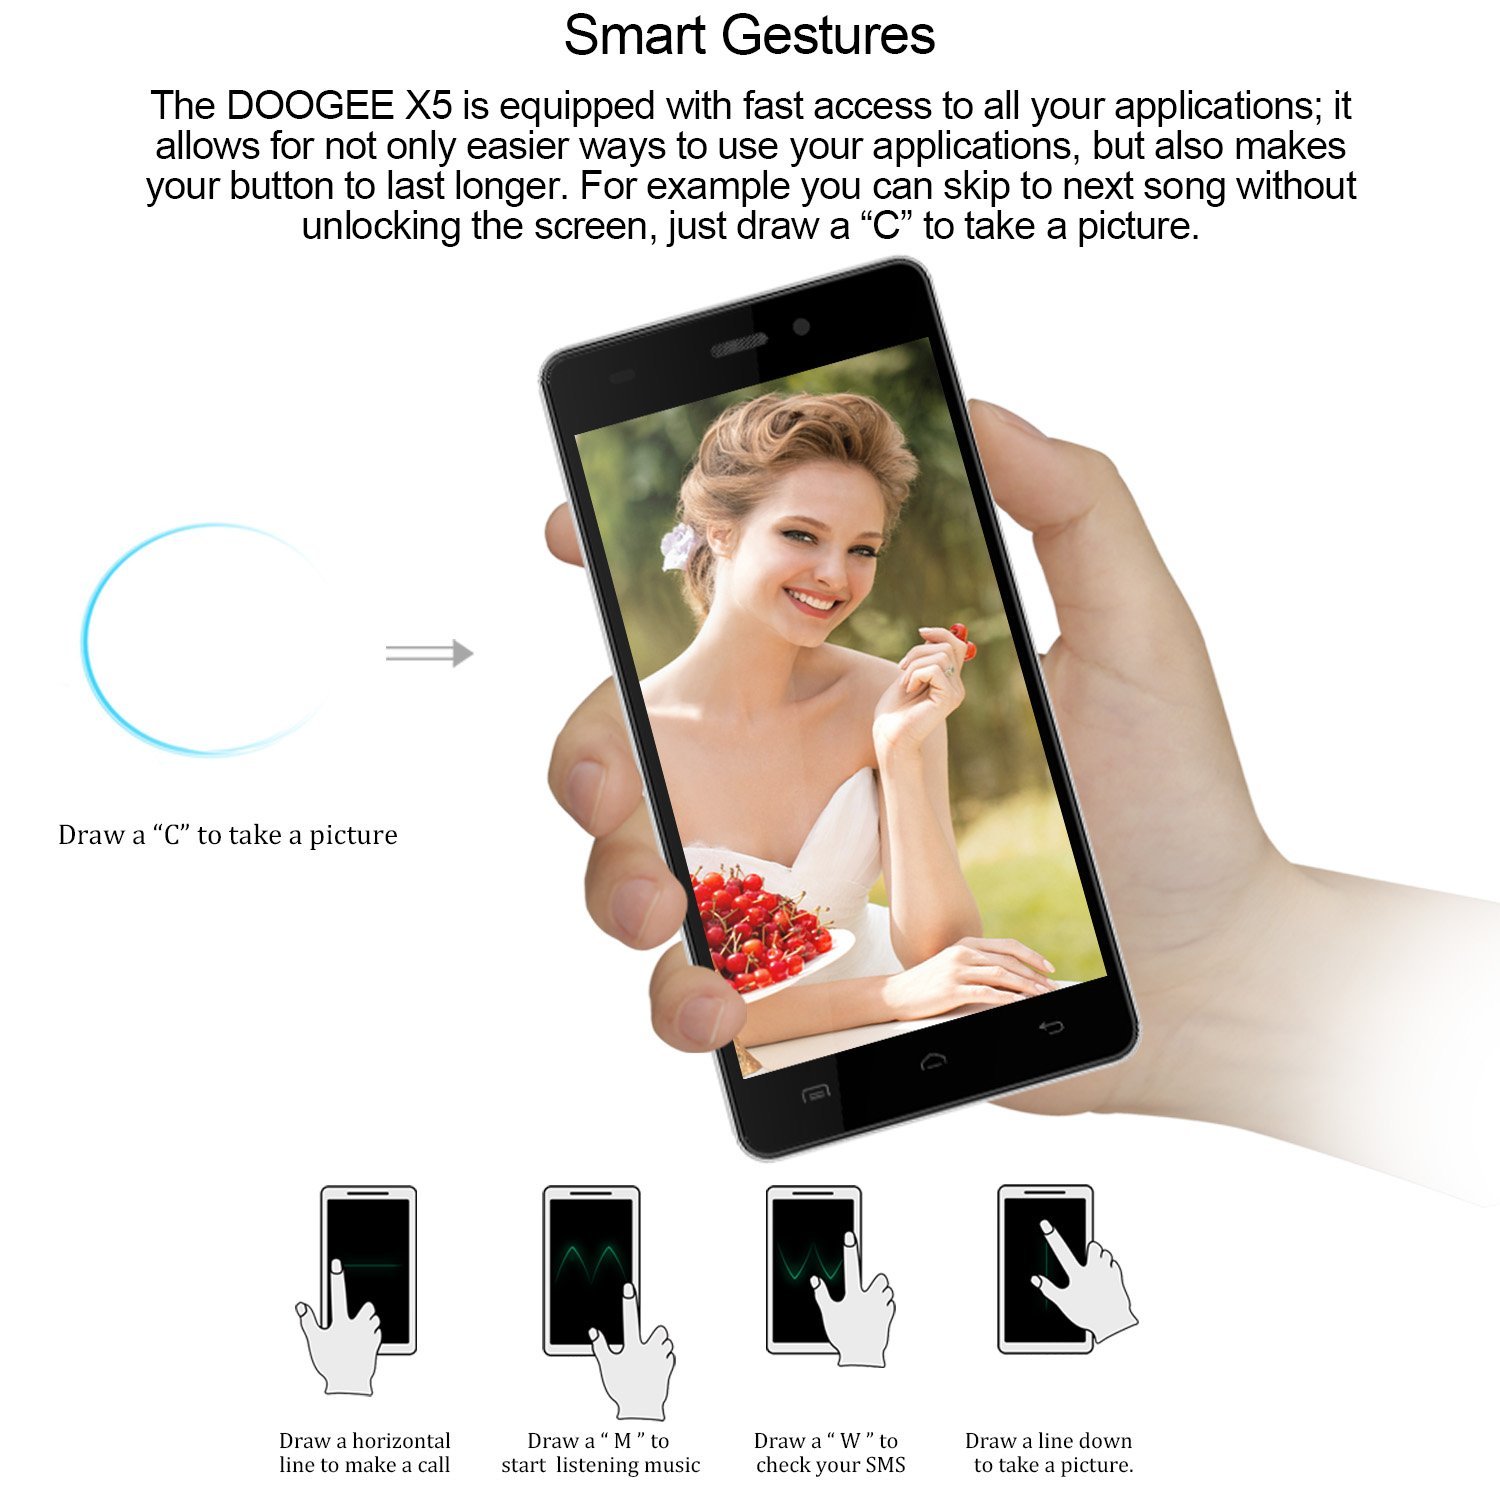 Smart Gestures
The DOOGEE X5 is equipped with fast access to all your applications; it
allows for not only easier ways to use your applications, but also makes
your button to last longer. For example you can skip to next song without
unlocking the screen, just draw a “C” to take a picture.
Draw a “C” to take a picture
Draw a horizontal
line to make a call
Draw a “ M ” to
start listening music
Draw a “ W ” to
check your SMS
Draw a line down
to take a picture.